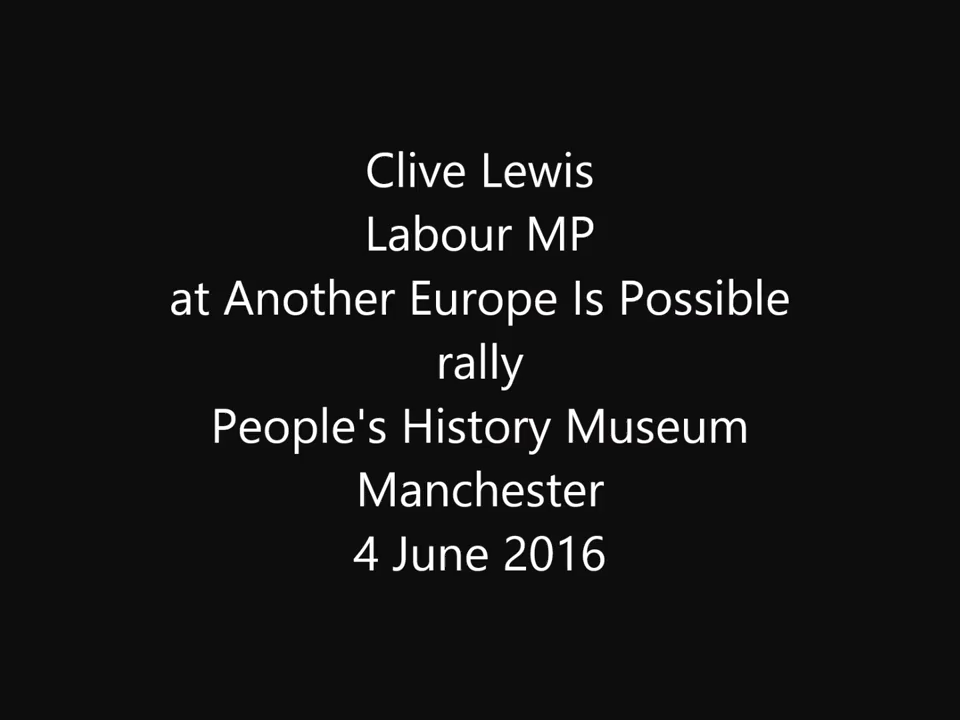 Clive Lewis
Labour MP
at Another Europe Is Possible
rally
People's History Museum
Manchester
4 June 2016